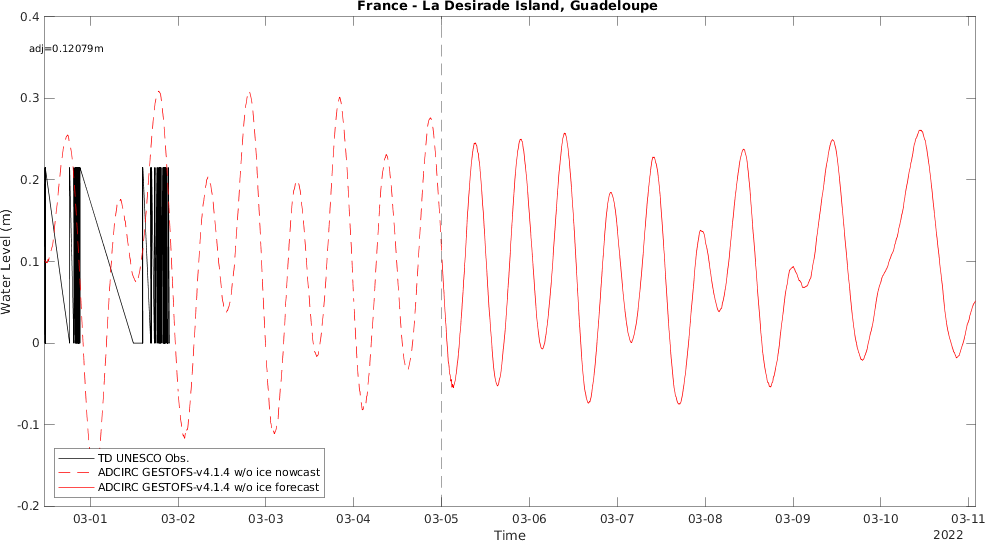 France - La Desirade Island, Guadeloupe
adj=0.12079m
0.4
0.3
0.2
0.1
0
-0.1
-0.2
Water Level (m)
TD UNESCO Obs.
ADCIRC GESTOFS-v4.1.4 w/o ice nowcast
ADCIRC GESTOFS-v4.1.4 w/o ice forecast
03-01 03-02 03-03 03-04 03-05 03-06 03-07 03-08 03-09 03-10 03-11
Time
2022